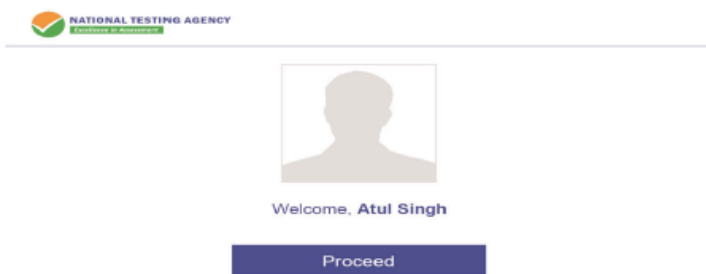 NATIONAL TESTING AGENCY
Excellence in Assessment
Welcome, Atul Singh
Proceed